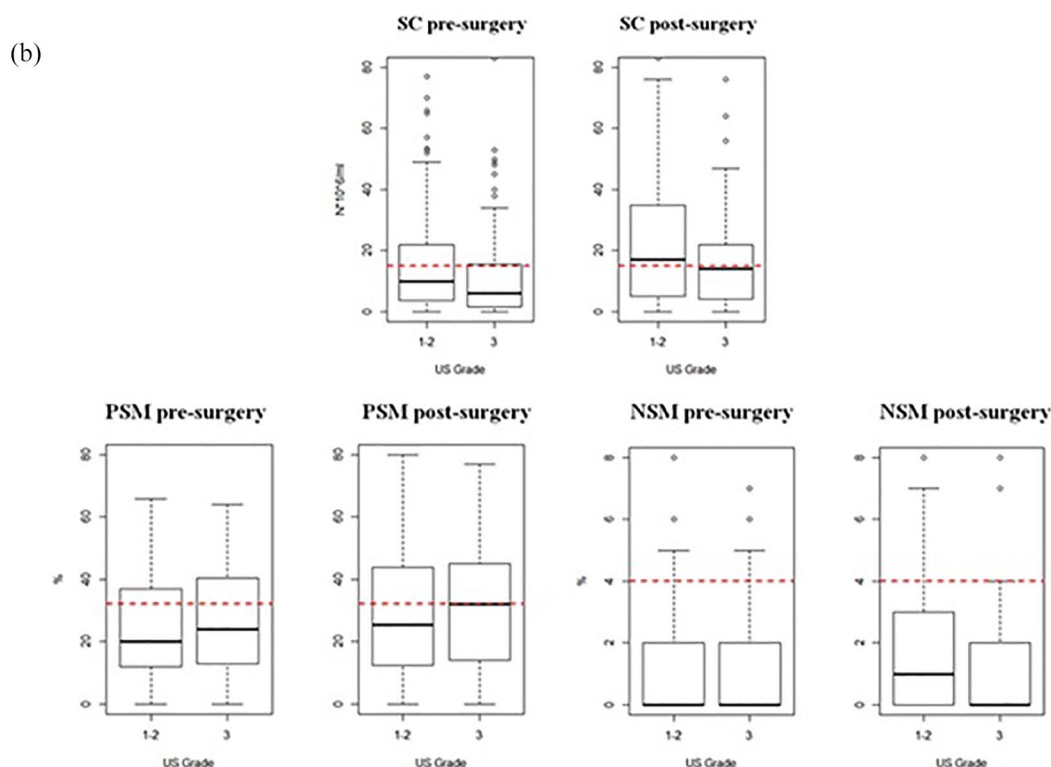 (b)
SC pre-surgery SC post-surgery
N*10^6/ml
0 20 40 60 80
0 20 40 60 80
1-2 3
1-2 3
US Grade US Grade
PSM pre-surgery PSM post-surgery NSM pre-surgery NSM post-surgery
%
0 20 40 60 80
0 20 40 60 80
%
0 2 4 6 8
0 2 4 6 8
1-2 3
1-2 3
1-2 3
1-2 3
US Grade US Grade US Grade US Grade